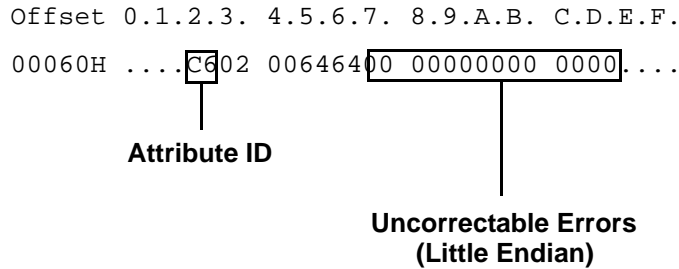 Offset 0.1.2.3. 4.5.6.7. 8.9.A.B. C.D.E.F.
00060H ....C602 00646400 00000000 0000....
Attribute ID
Uncorrectable Errors
(Little Endian)